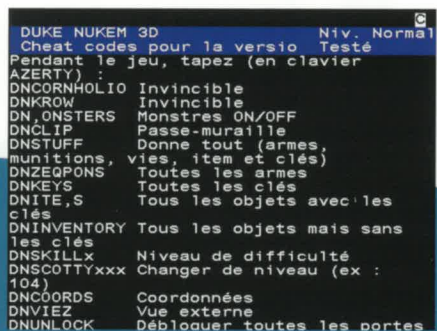 C
DUKE NUKEM 3D Niv. Normal
Cheat codes pour la versio Testé
Pendant le jeu, tapez (en clavier
AZERTY) :
DNCORNHOLIO Invincible
DNKROW Invincible
DN,ONSTERS Monstres ON/OFF
DNCLIP Passe-muraille
DNSTUFF Donne tout (armes,
munitions, vies, item et clés)
DNZEQPONS Toutes les armes
DNKEYS Toutes les clés
DNITE,S Tous les objets avec les
clés
DNINVENTORY Tous les objets mais sans
les clés
DNSKILLx Niveau de difficulté
DNSCOTTYxxx Changer de niveau (ex :
104)
DNCOORDS Coordonnées
DNVIEZ Vue externe
DNUNLOCK Débloquer toutes les portes